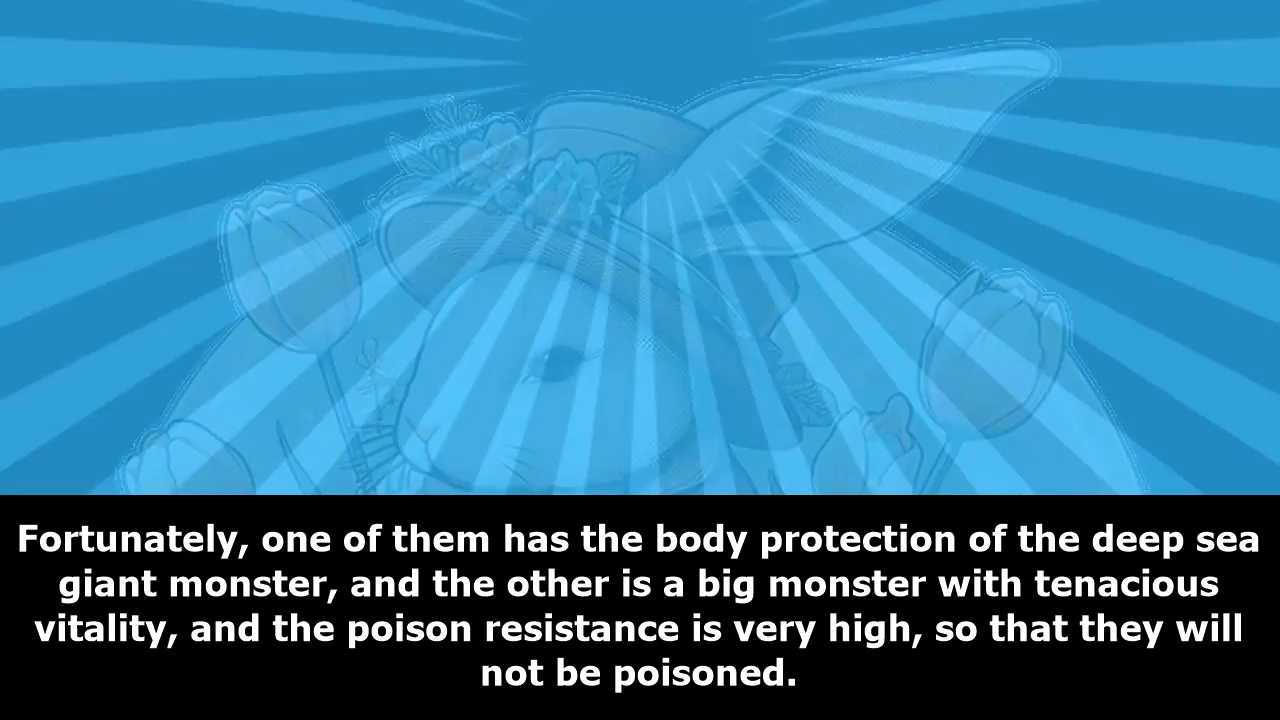 Fortunately, one of them has the body protection of the deep sea
giant monster, and the other is a big monster with tenacious
vitality, and the poison resistance is very high, so that they will
not be poisoned.